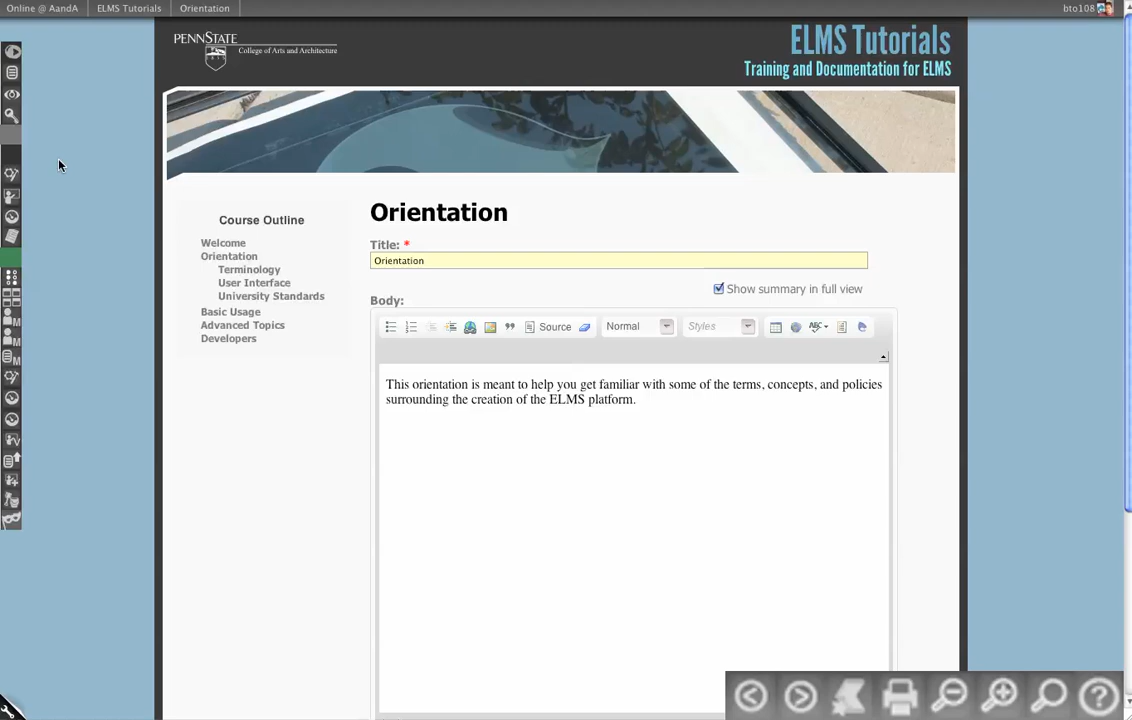 Online @ AandA ELMS Tutorials Orientation bto108
PENNSTATE
College of Arts and Architecture
ELMS Tutorials
Training and Documentation for ELMS
Course Outline
Welcome
Orientation
Terminology
User Interface
University Standards
Basic Usage
Advanced Topics
Developers
Orientation
Title: *
Orientation
Show summary in full view
Body:
Source Normal Styles
This orientation is meant to help you get familiar with some of the terms, concepts, and policies
surrounding the creation of the ELMS platform.